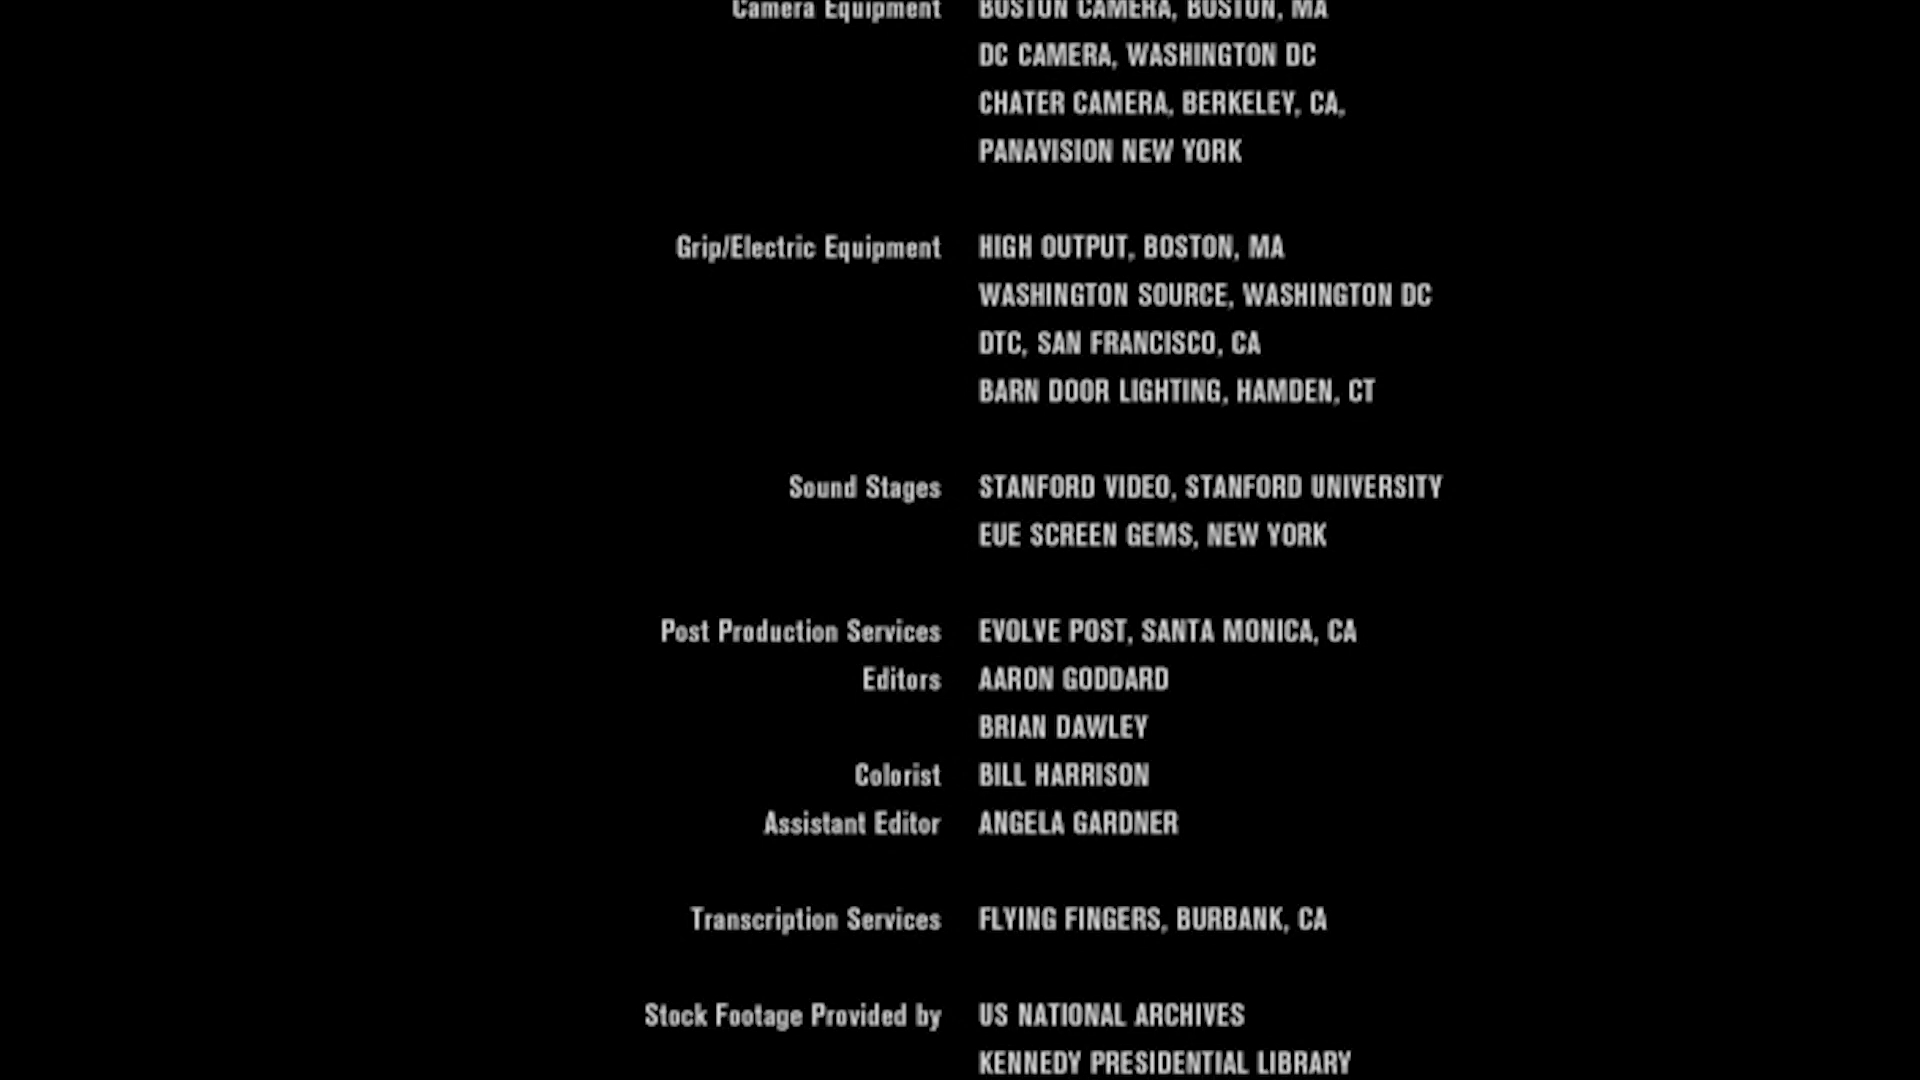 Camera Equipment BOSTON CAMERA, BOSTON, MA
DC CAMERA, WASHINGTON DC
CHATER CAMERA, BERKELEY, CA,
PANAVISION NEW YORK
Grip/Electric Equipment HIGH OUTPUT, BOSTON, MA
WASHINGTON SOURCE, WASHINGTON DC
DTC, SAN FRANCISCO, CA
BARN DOOR LIGHTING, HAMDEN, CT
Sound Stages STANFORD VIDEO, STANFORD UNIVERSITY
EUE SCREEN GEMS, NEW YORK
Post Production Services EVOLVE POST, SANTA MONICA, CA
Editors AARON GODDARD
BRIAN DAWLEY
Colorist BILL HARRISON
Assistant Editor ANGELA GARDNER
Transcription Services FLYING FINGERS, BURBANK, CA
Stock Footage Provided by US NATIONAL ARCHIVES
KENNEDY PRESIDENTIAL LIBRARY